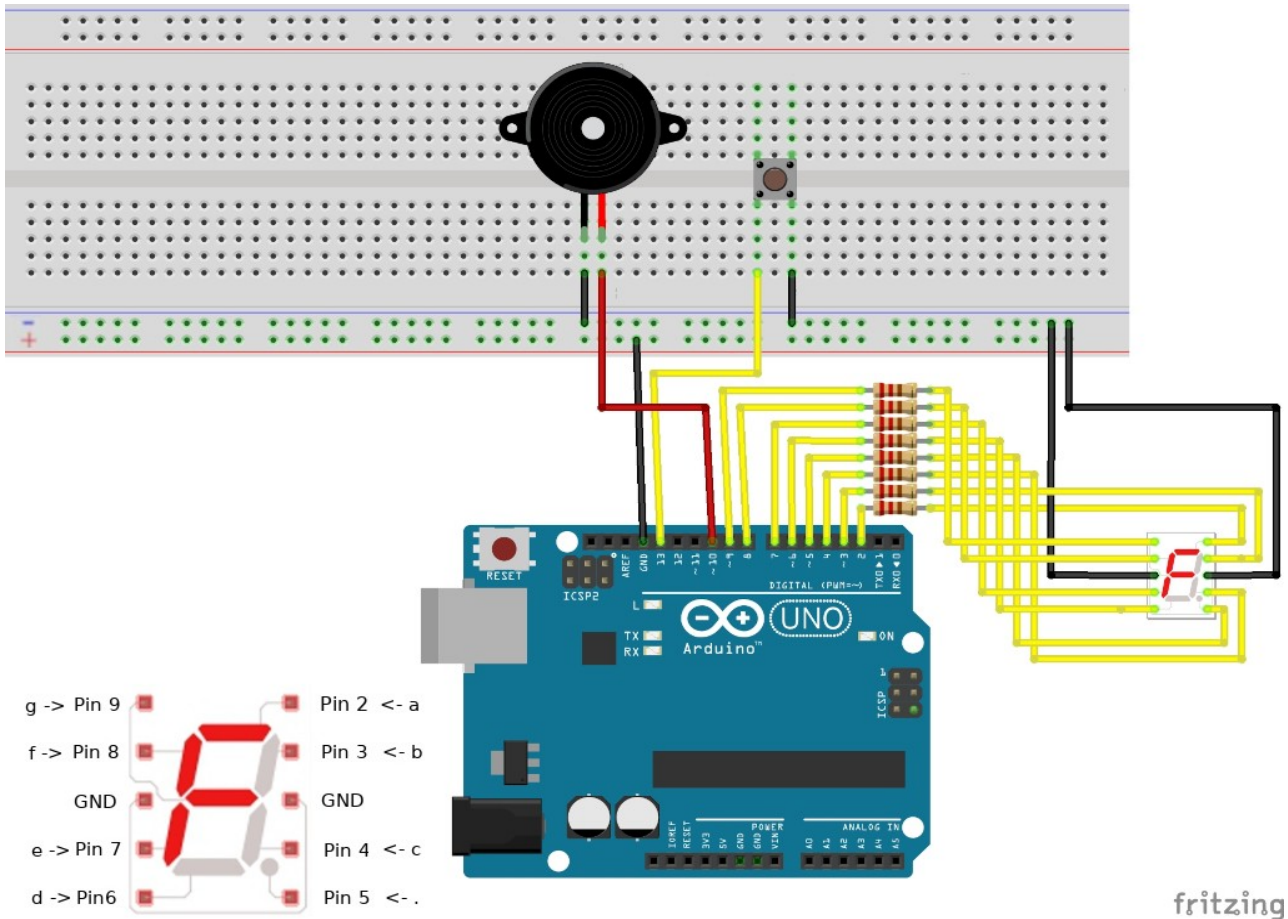 - 
+
RESET
ICSP2
AREF
GND
13
12
~11
~10
~9
8
7
~6
~5
4
~3
2
TX0▶1
RX0◀0
DIGITAL (PWM=~)
L
TX
RX
UNO
Arduino™
ON
1
ICSP
IOREF
RESET
3V3
5V
GND
GND
VIN
POWER
ANALOG IN
A0
A1
A2
A3
A4
A5
g -> Pin 9
Pin 2 <- a
f -> Pin 8
Pin 3 <- b
GND
GND
e -> Pin 7
Pin 4 <- c
d -> Pin6
Pin 5 <- .
fritzing